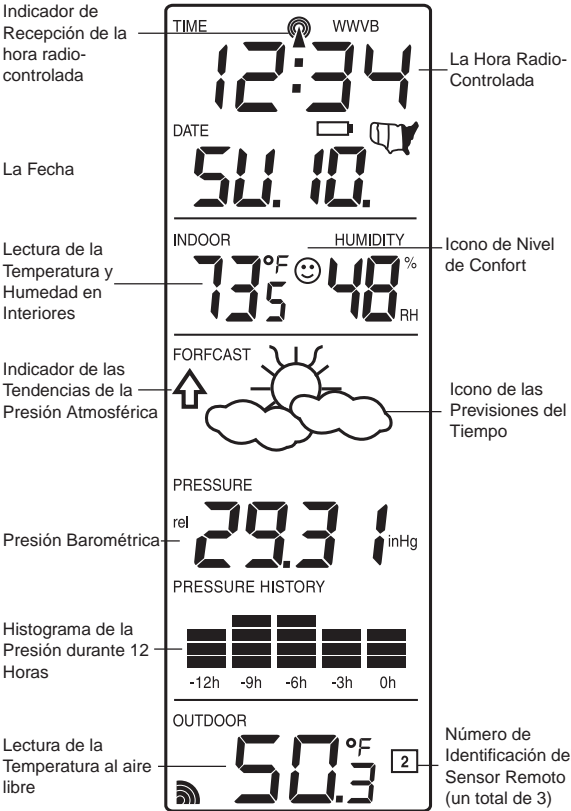 Indicador de
Recepción de la
hora radio-
controlada
TIME
WWVB
12:34
La Hora Radio-
Controlada
DATE
La Fecha
SU. 10.
INDOOR
HUMIDITY
Lectura de la
Temperatura y
Humedad en
Interiores
73.5 °F
48 %
RH
Icono de Nivel
de Confort
FORFCAST
Indicador de las
Tendencias de la
Presión Atmosférica
Icono de las
Previsiones del
Tiempo
PRESSURE
rel
Presión Barométrica
29.31 inHg
PRESSURE HISTORY
Histograma de la
Presión durante 12
Horas
-12h -9h -6h -3h 0h
OUTDOOR
Lectura de la
Temperatura al aire
libre
50.3 °F
2
Número de
Identificación de
Sensor Remoto
(un total de 3)